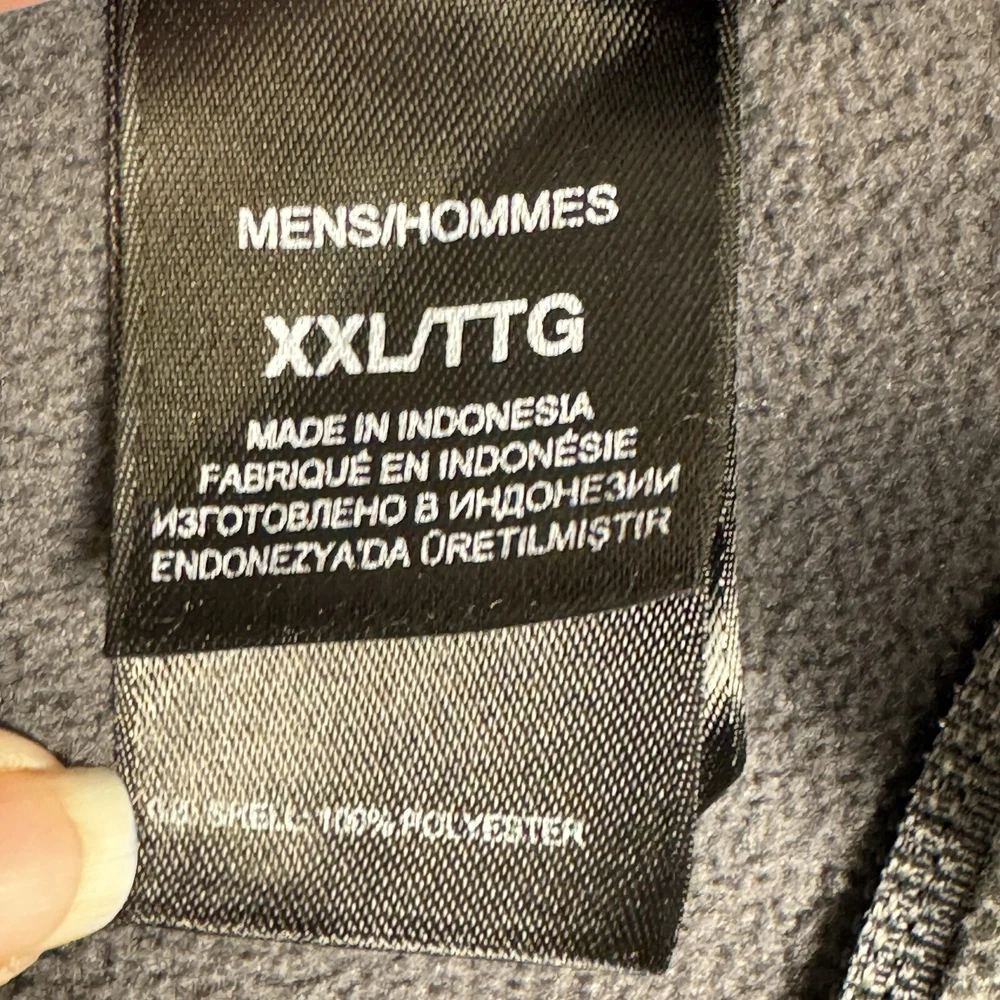 MENS/HOMMES
XXL/TTG
MADE IN INDONESIA
FABRIQUÉ EN INDONÉSIE
ИЗГОТОВЛЕНО В ИНДОНЕЗИИ
ENDONEZYA'DA ÜRETILMIŞTIR
SHELL: 100% POLYESTER